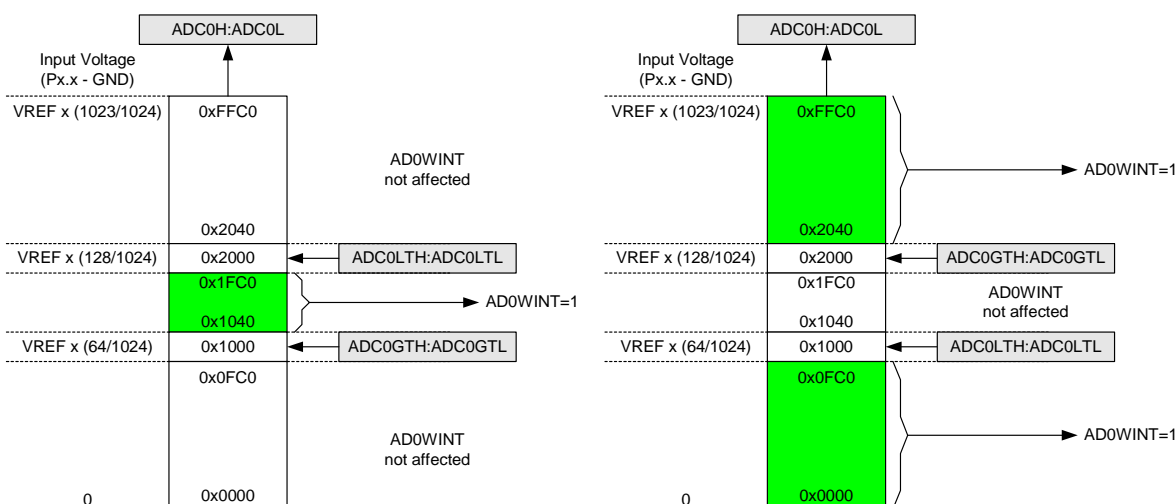 ADC0H:ADC0L
Input Voltage
(Px.x - GND)
VREF x (1023/1024)
0xFFC0
AD0WINT
not affected
0x2040
VREF x (128/1024)
0x2000
ADC0LTH:ADC0LTL
0x1FC0
AD0WINT=1
0x1040
VREF x (64/1024)
0x1000
ADC0GTH:ADC0GTL
0x0FC0
AD0WINT
not affected
0
0x0000
ADC0H:ADC0L
Input Voltage
(Px.x - GND)
VREF x (1023/1024)
0xFFC0
AD0WINT=1
0x2040
VREF x (128/1024)
0x2000
ADC0GTH:ADC0GTL
0x1FC0
AD0WINT
not affected
0x1040
VREF x (64/1024)
0x1000
ADC0LTH:ADC0LTL
0x0FC0
AD0WINT=1
0
0x0000